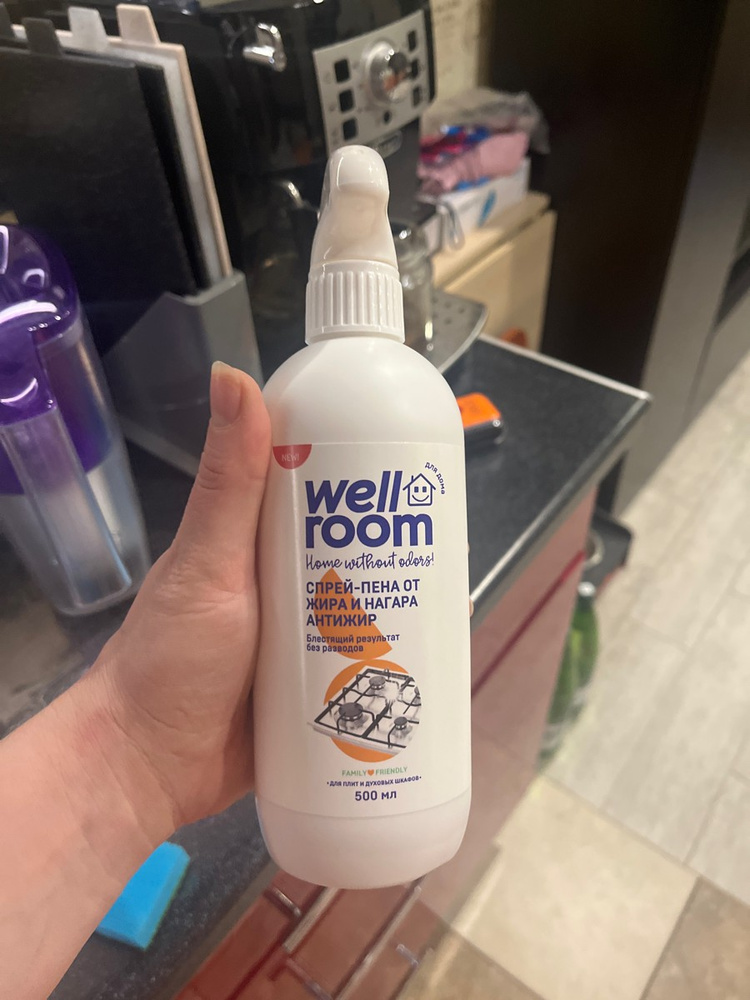 NEW!
well
для дома
room
Home without odors!
СПРЕЙ-ПЕНА ОТ
ЖИРА И НАГАРА
АНТИЖИР
Блестящий результат
без разводов
FAMILY FRIENDLY
•ДЛЯ ПЛИТ И ДУХОВЫХ ШКАФОВ•
500 мл